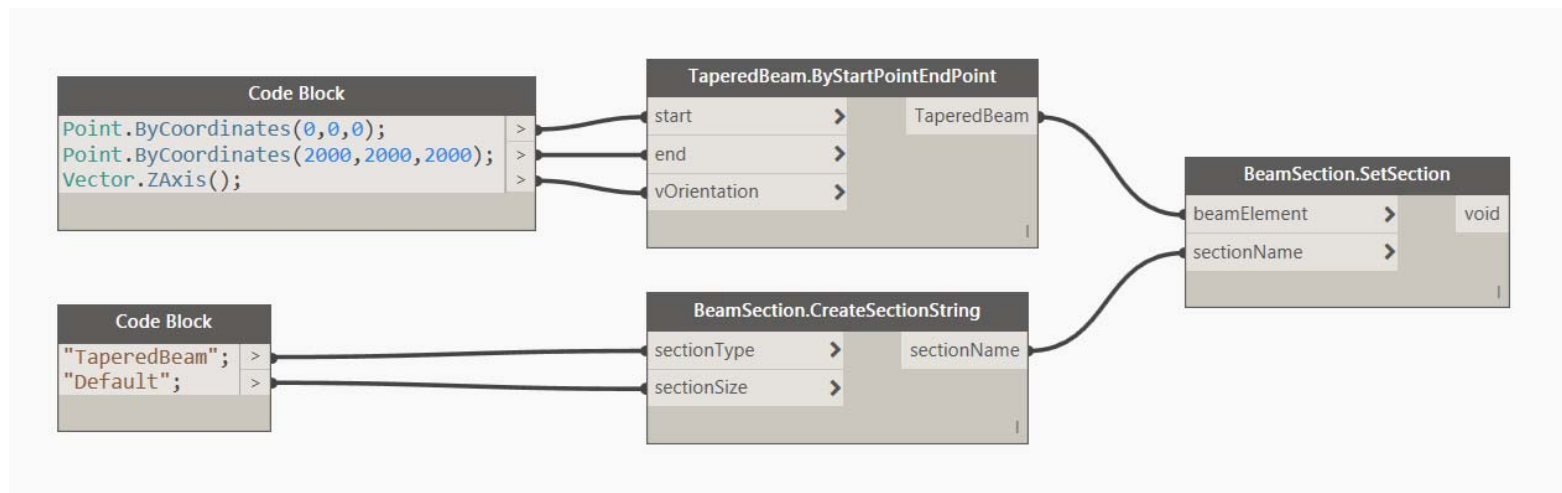 Code Block
Point.ByCoordinates(0,0,0); >
Point.ByCoordinates(2000,2000,2000); >
Vector.ZAxis(); >
TaperedBeam.ByStartPointEndPoint
start > TaperedBeam
end >
vOrientation >
l
BeamSection.SetSection
beamElement > void
sectionName >
l
Code Block
"TaperedBeam"; >
"Default"; >
BeamSection.CreateSectionString
sectionType > sectionName
sectionSize >
l